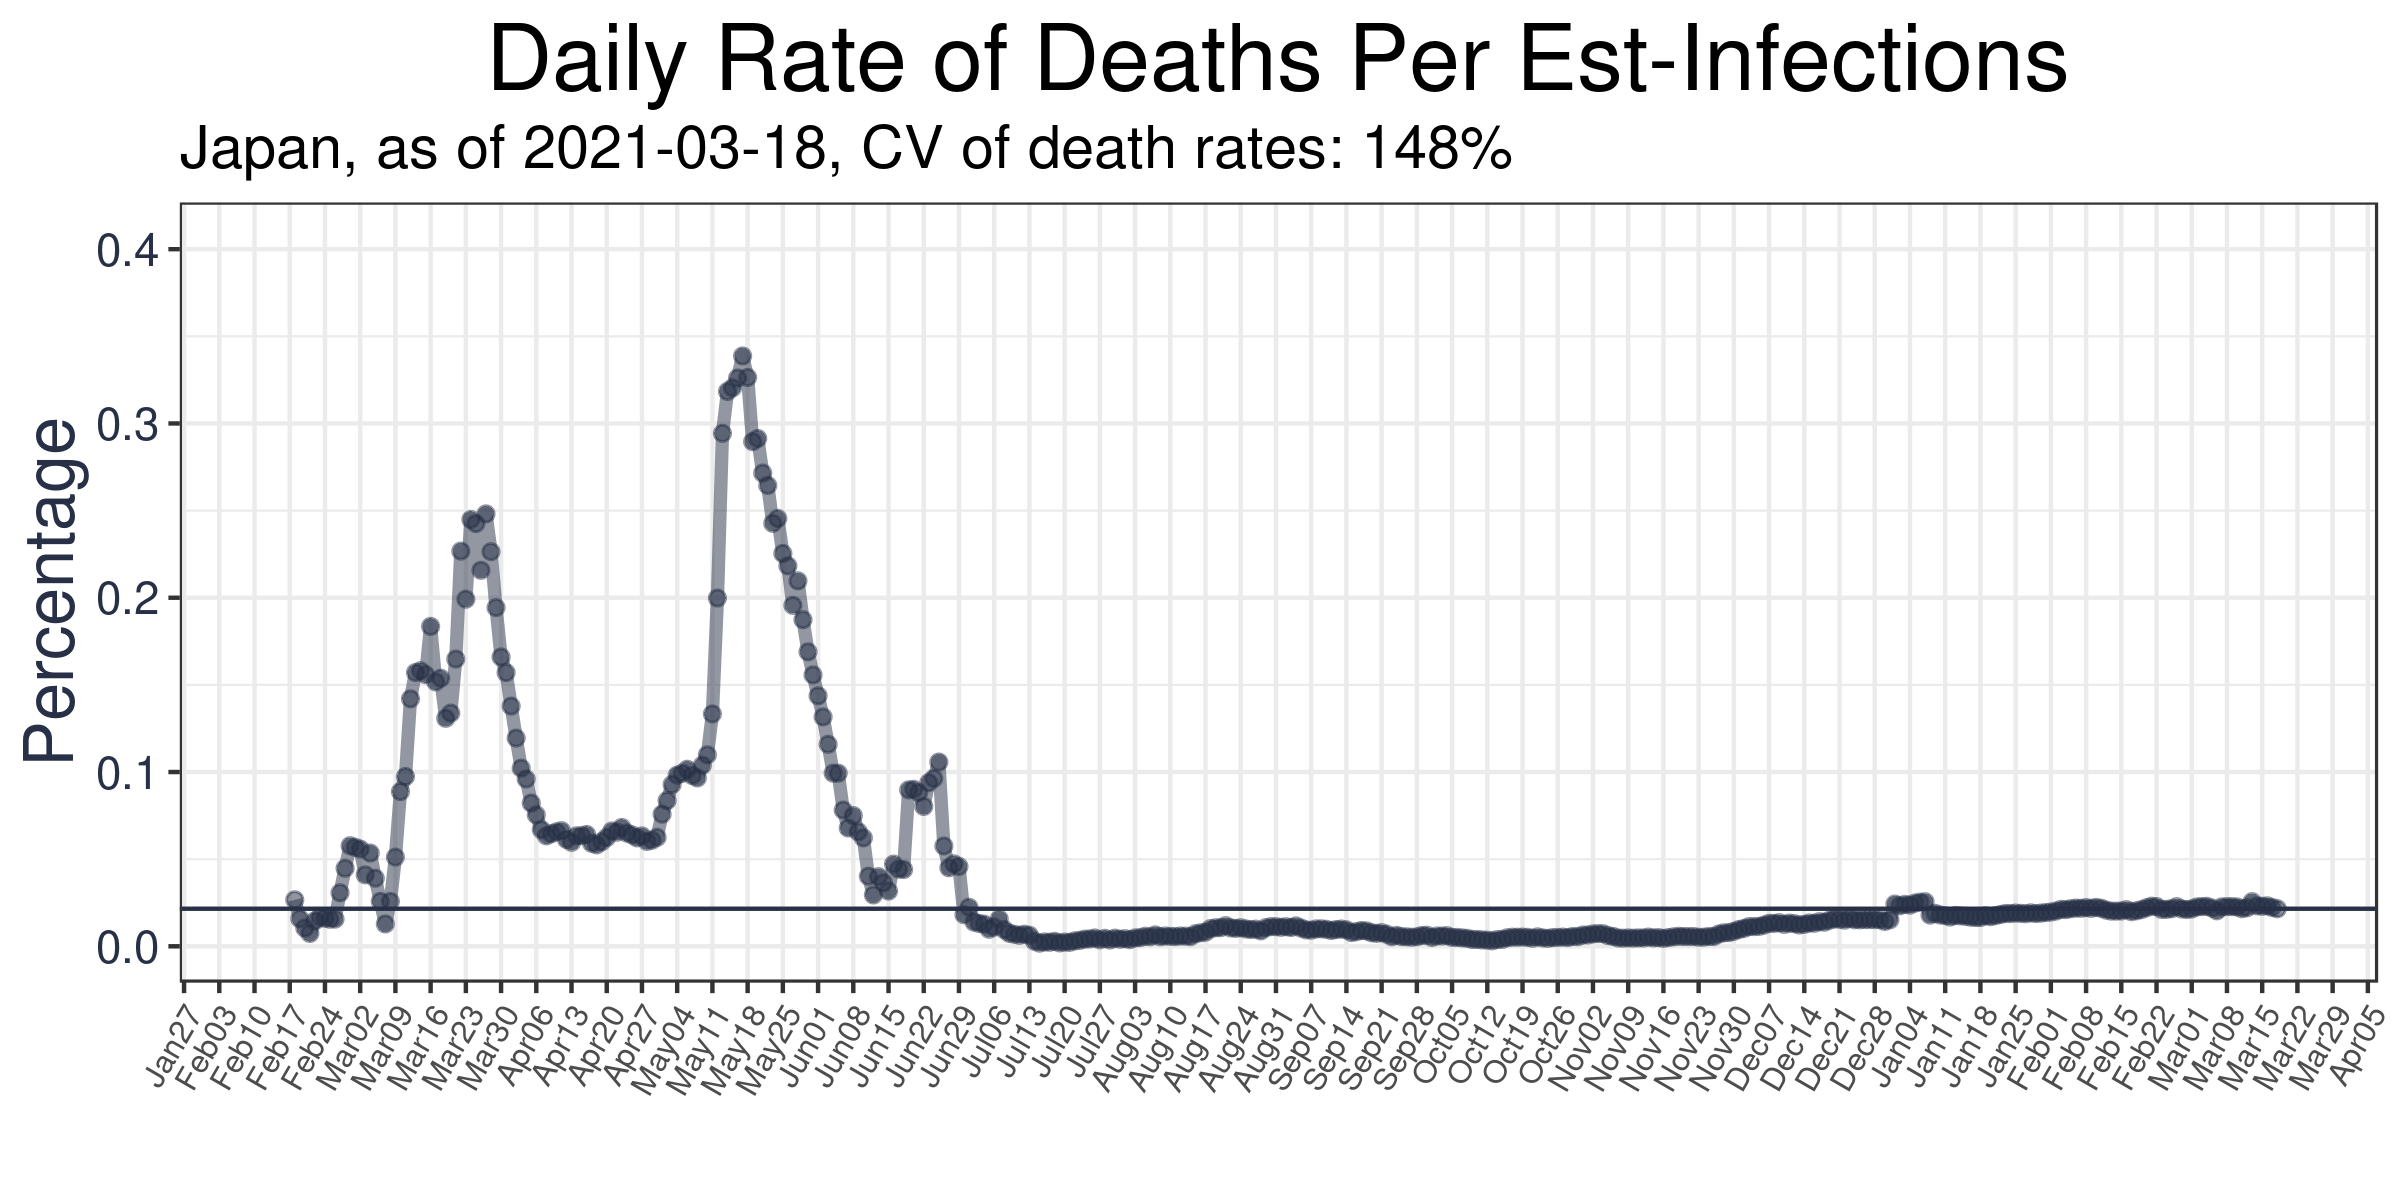 Daily Rate of Deaths Per Est-Infections
Japan, as of 2021-03-18, CV of death rates: 148%
Percentage
0.4
0.3
0.2
0.1
0.0
Jan27 Feb03 Feb10 Feb17 Feb24 Mar02 Mar09 Mar16 Mar23 Mar30 Apr06 Apr13 Apr20 Apr27 May04 May11 May18 May25 Jun01 Jun08 Jun15 Jun22 Jun29 Jul06 Jul13 Jul20 Jul27 Aug03 Aug10 Aug17 Aug24 Aug31 Sep07 Sep14 Sep21 Sep28 Oct05 Oct12 Oct19 Oct26 Nov02 Nov09 Nov16 Nov23 Nov30 Dec07 Dec14 Dec21 Dec28 Jan04 Jan11 Jan18 Jan25 Feb01 Feb08 Feb15 Feb22 Mar01 Mar08 Mar15 Mar22 Mar29 Apr05